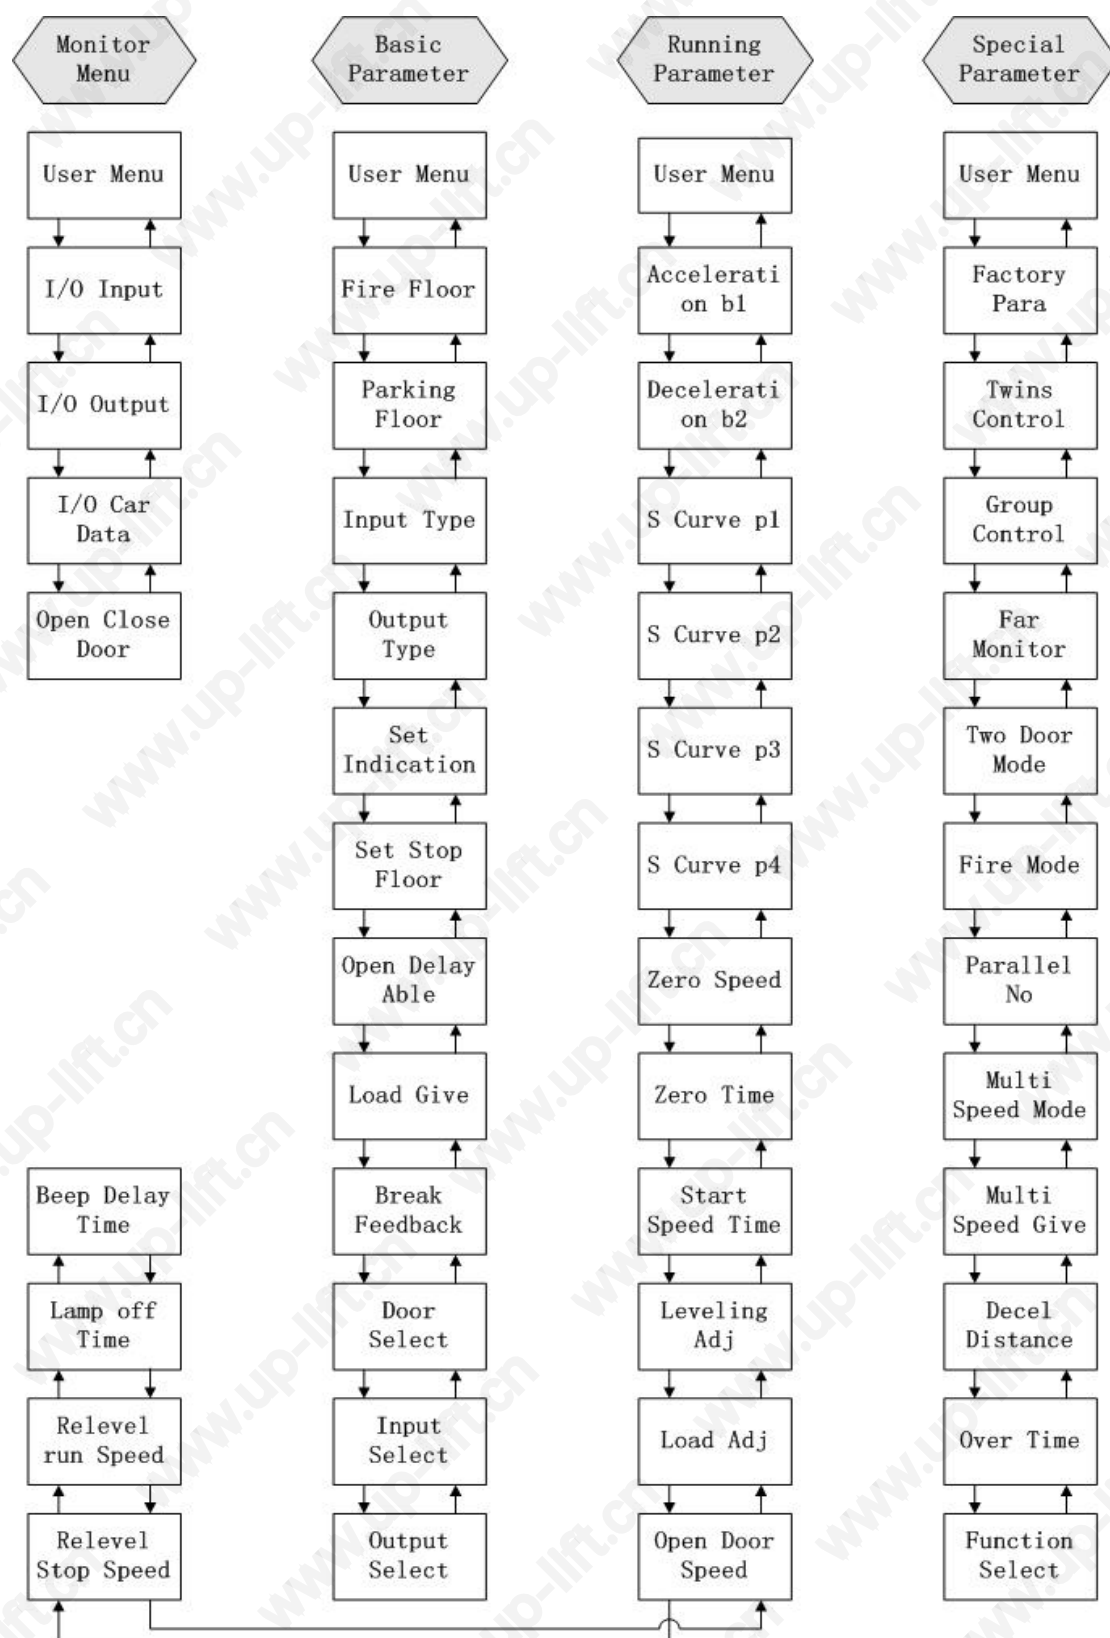 Monitor
Menu
User Menu
I/O Input
I/O Output
I/O Car
Data
Open Close
Door
Beep Delay
Time
Lamp off
Time
Relevel
run Speed
Relevel
Stop Speed
Basic
Parameter
User Menu
Fire Floor
Parking
Floor
Input Type
Output
Type
Set
Indication
Set Stop
Floor
Open Delay
Able
Load Give
Break
Feedback
Door
Select
Input
Select
Output
Select
Running
Parameter
User Menu
Accelerati
on b1
Decelerati
on b2
S Curve p1
S Curve p2
S Curve p3
S Curve p4
Zero Speed
Zero Time
Start
Speed Time
Leveling
Adj
Load Adj
Open Door
Speed
Special
Parameter
User Menu
Factory
Para
Twins
Control
Group
Control
Far
Monitor
Two Door
Mode
Fire Mode
Parallel
No
Multi
Speed Mode
Multi
Speed Give
Decel
Distance
Over Time
Function
Select
www.up-lift.cn